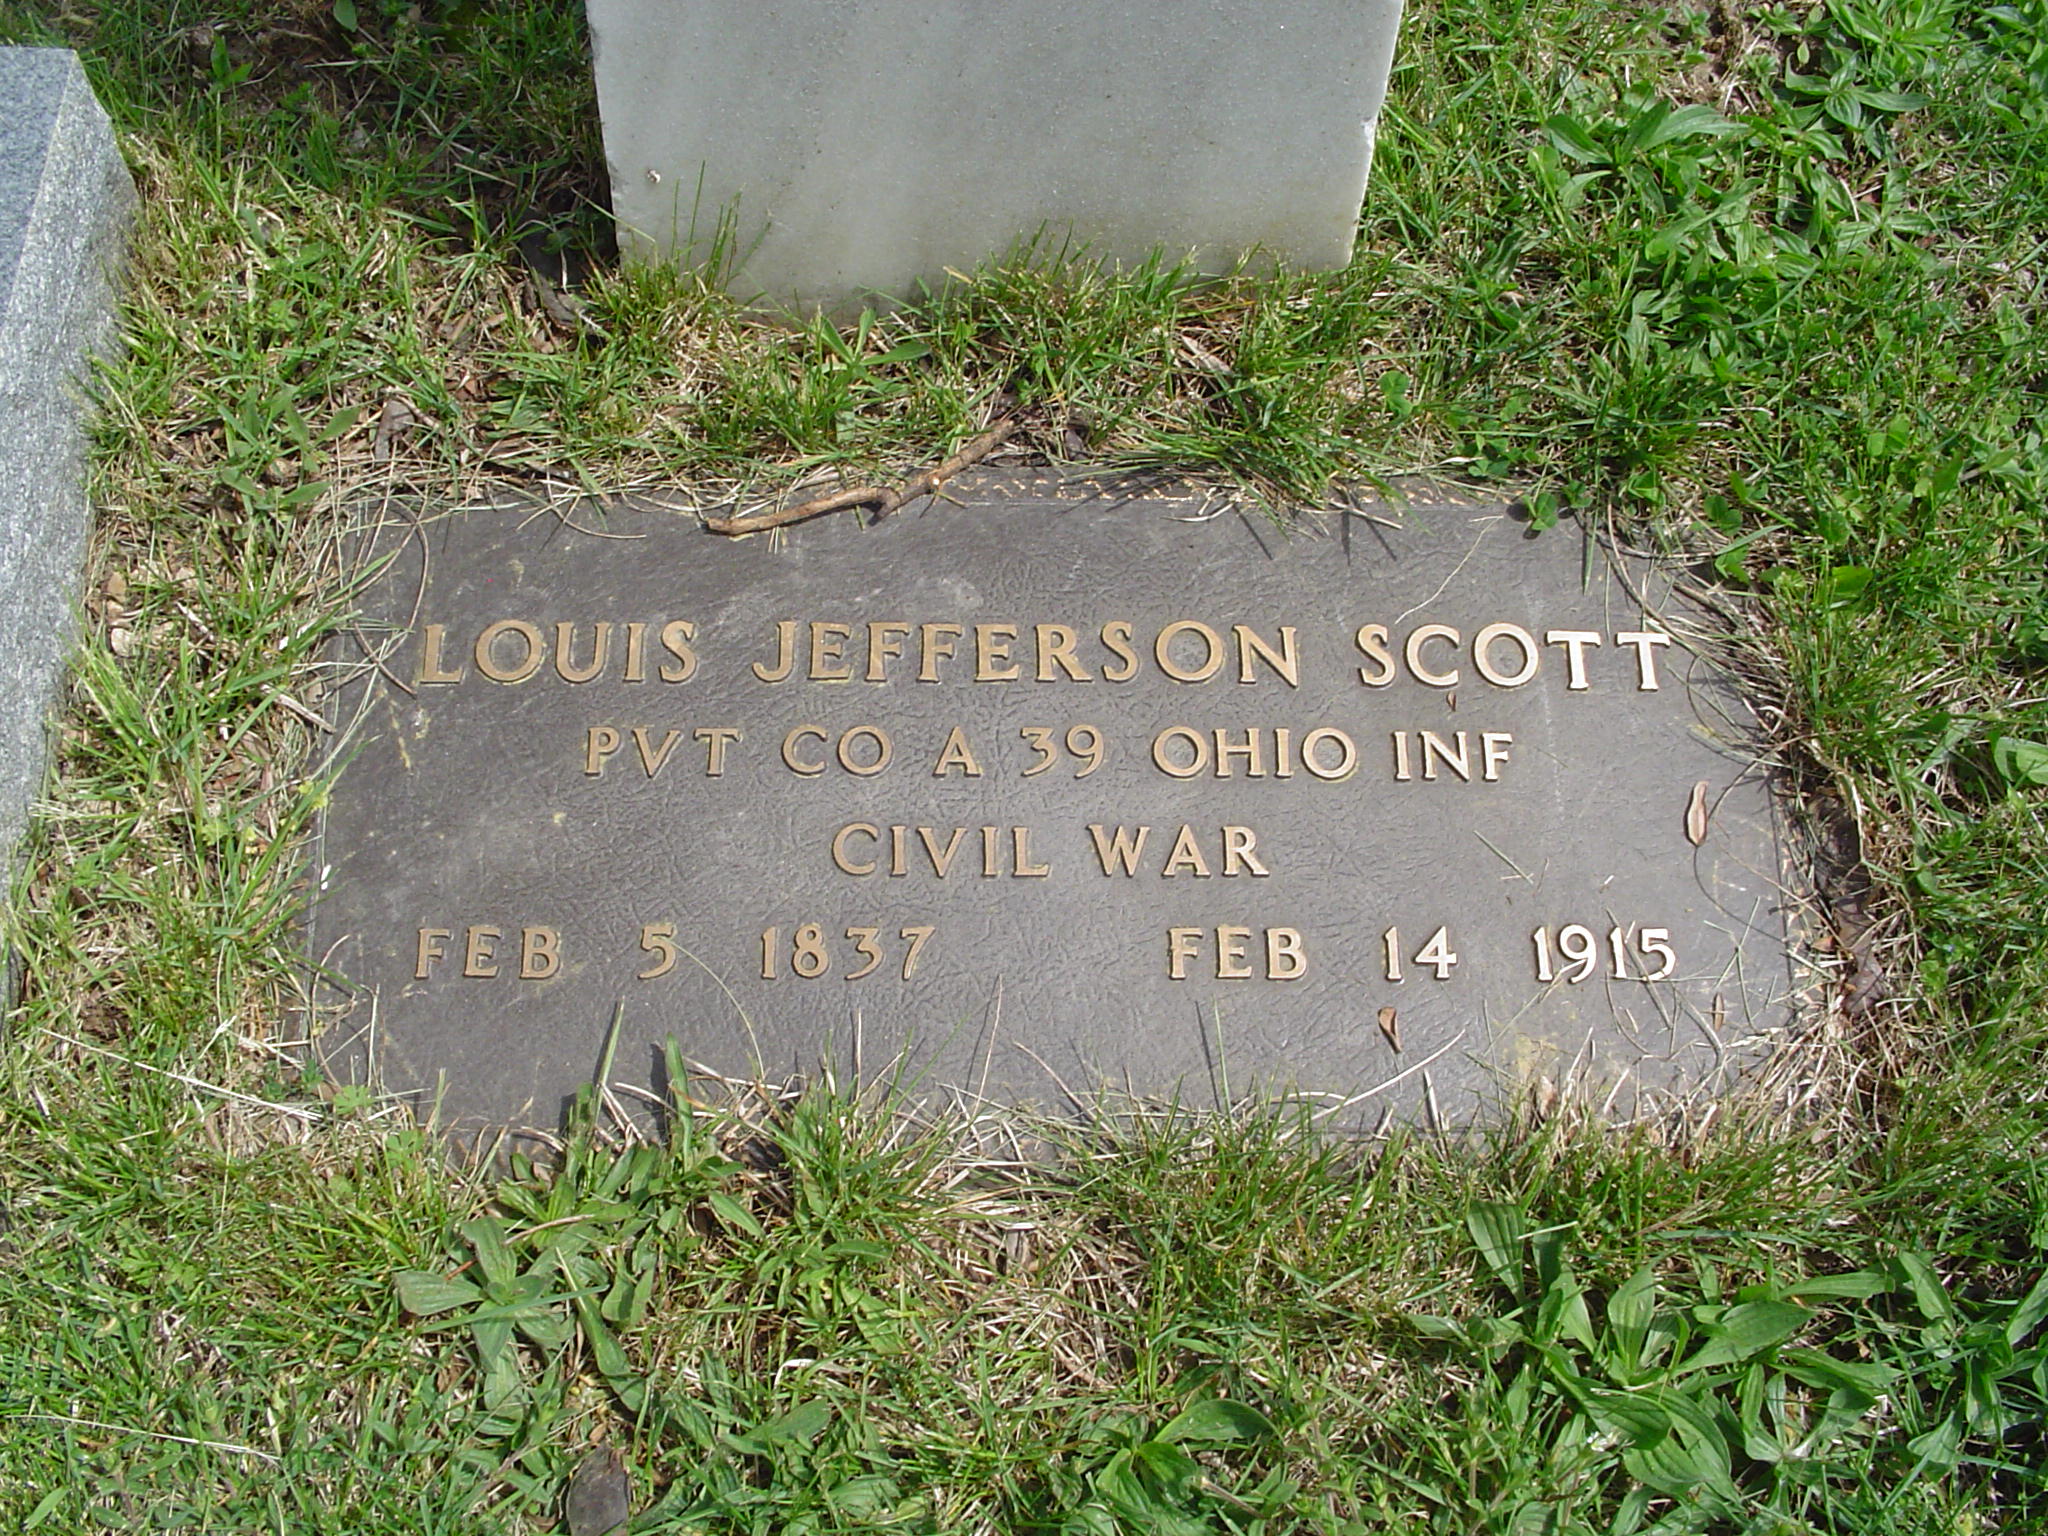 LOUIS JEFFERSON SCOTT
PVT CO A 39 OHIO INF
CIVIL WAR
FEB 5 1837 FEB 14 1915